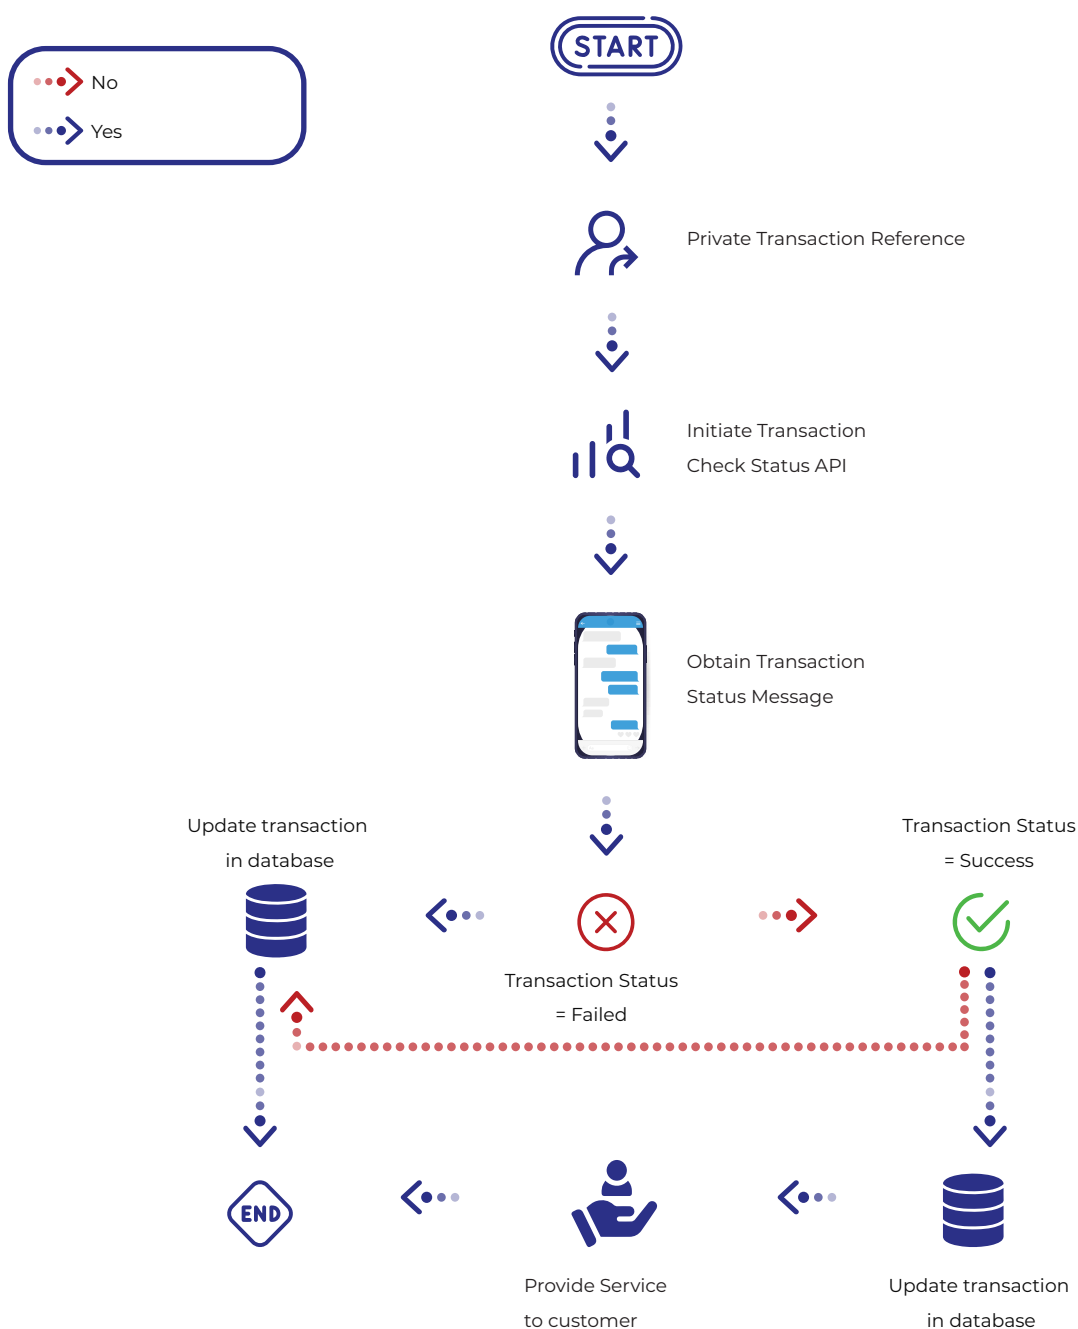 START
No
Yes
Private Transaction Reference
Initiate Transaction
Check Status API
Obtain Transaction
Status Message
Update transaction
in database
Transaction Status
= Success
Transaction Status
= Failed
END
Provide Service
to customer
Update transaction
in database